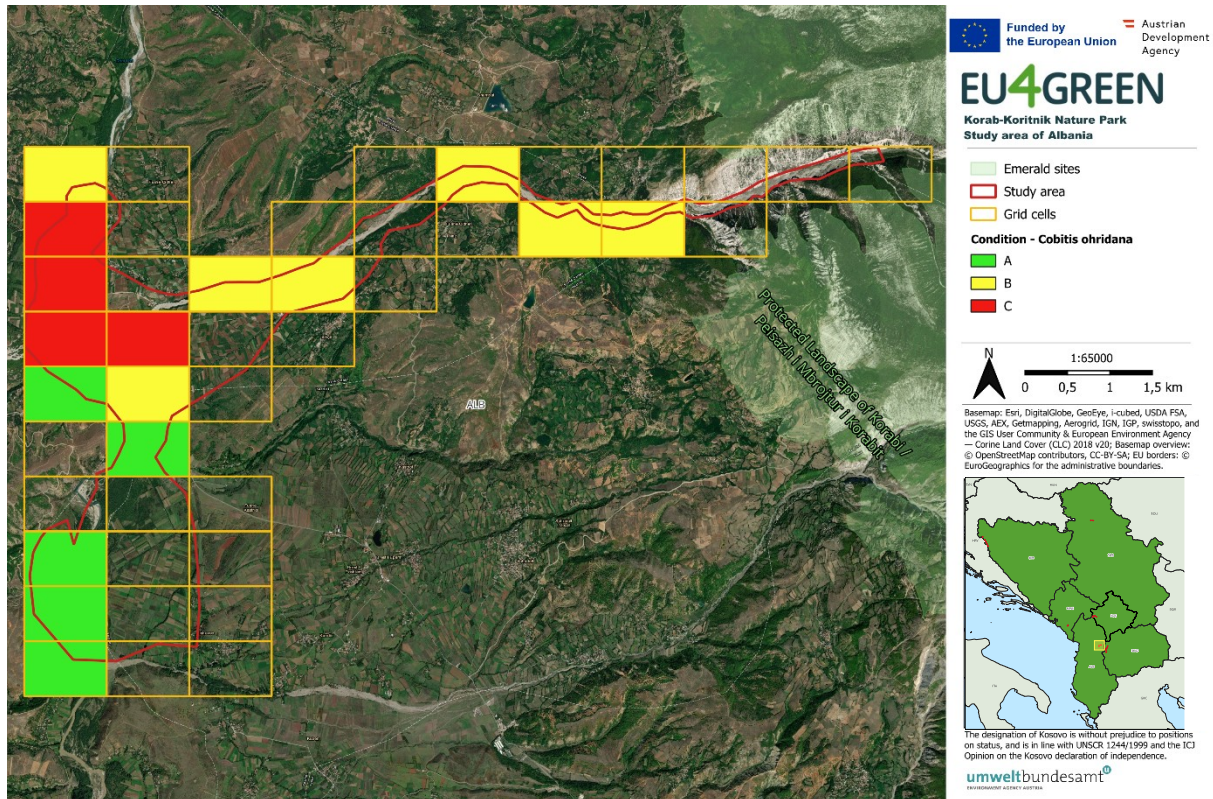 Funded by
the European Union
Austrian
Development
Agency
EU4GREEN
Korab-Koritnik Nature Park
Study area of Albania
Emerald sites
Study area
Grid cells
Condition - Cobitis ohridana
A
B
C
N
1:65000
0 0,5 1 1,5 km
Basemap: Esri, DigitalGlobe, GeoEye, i-cubed, USDA FSA,
USGS, AEX, Getmapping, Aerogrid, IGN, IGP, swisstopo, and
the GIS User Community & European Environment Agency
— Corine Land Cover (CLC) 2018 v20; Basemap overview:
© OpenStreetMap contributors, CC-BY-SA; EU borders: ©
EuroGeographics for the administrative boundaries.
The designation of Kosovo is without prejudice to positions
on status, and is in line with UNSCR 1244/1999 and the ICJ
Opinion on the Kosovo declaration of independence.
umweltbundesamt
ENVIRONMENT AGENCY AUSTRIA
Protected Landscape of Korabi /
Peisazh i Mbrojtur i Korabit
ALB